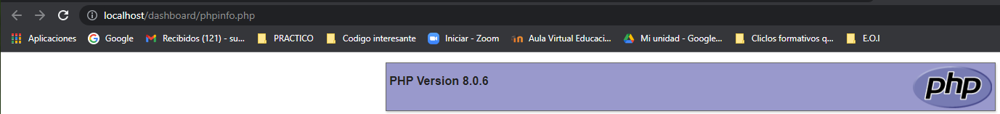 localhost/dashboard/phpinfo.php
Aplicaciones Google Recibidos (121) - su... PRACTICO Codigo interesante Iniciar - Zoom Aula Virtual Educaci... Mi unidad - Google... Cliclos formativos q... E.O.I
PHP Version 8.0.6 php